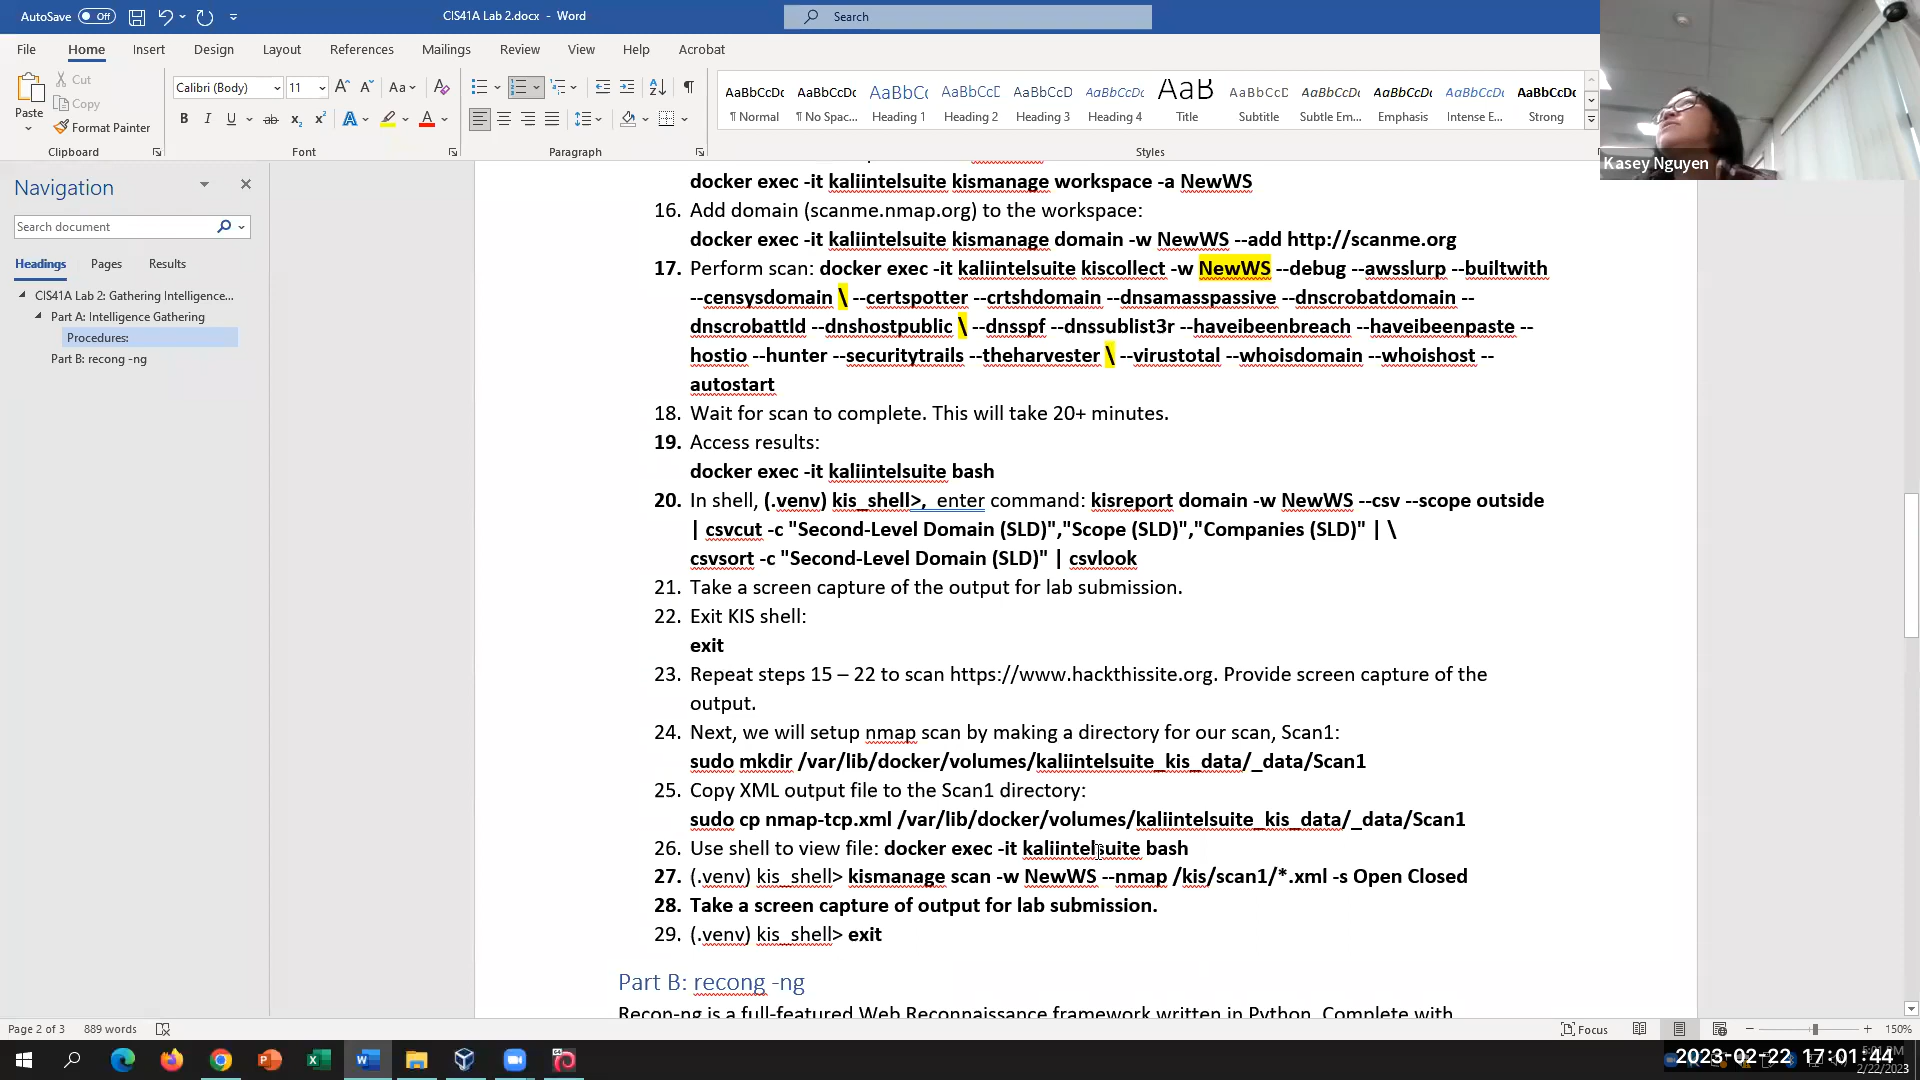 AutoSave Off CIS41A Lab 2.docx - Word Search
File Home Insert Design Layout References Mailings Review View Help Acrobat
Paste Cut Copy Format Painter
Calibri (Body) 11
AaBbCcDc AaBbCcDc AaBbC AaBbCcD AaBbCcD AaBbCcDc AaB AaBbCcD AaBbCcDc AaBbCcDc AaBbCcDc AaBbCcDc
¶ Normal ¶ No Spac... Heading 1 Heading 2 Heading 3 Heading 4 Title Subtitle Subtle Em... Emphasis Intense E... Strong
Clipboard Font Paragraph Styles
Kasey Nguyen
Navigation
Search document
Headings Pages Results
CIS41A Lab 2: Gathering Intelligence...
Part A: Intelligence Gathering
Procedures:
Part B: recong -ng
docker exec -it kaliintelsuite kismanage workspace -a NewWS
16. Add domain (scanme.nmap.org) to the workspace:
docker exec -it kaliintelsuite kismanage domain -w NewWS --add http://scanme.org
17. Perform scan: docker exec -it kaliintelsuite kiscollect -w NewWS --debug --awsslurp --builtwith
--censysdomain \ --certspotter --crtshdomain --dnsamasspassive --dnscrobatdomain --
dnscrobattld --dnshostpublic \ --dnsspf --dnssublist3r --haveibeenbreach --haveibeenpaste --
hostio --hunter --securitytrails --theharvester \ --virustotal --whoisdomain --whoishost --
autostart
18. Wait for scan to complete. This will take 20+ minutes.
19. Access results:
docker exec -it kaliintelsuite bash
20. In shell, (.venv) kis_shell>, enter command: kisreport domain -w NewWS --csv --scope outside
| csvcut -c "Second-Level Domain (SLD)","Scope (SLD)","Companies (SLD)" | \
csvsort -c "Second-Level Domain (SLD)" | csvlook
21. Take a screen capture of the output for lab submission.
22. Exit KIS shell:
exit
23. Repeat steps 15 – 22 to scan https://www.hackthissite.org. Provide screen capture of the
output.
24. Next, we will setup nmap scan by making a directory for our scan, Scan1:
sudo mkdir /var/lib/docker/volumes/kaliintelsuite_kis_data/_data/Scan1
25. Copy XML output file to the Scan1 directory:
sudo cp nmap-tcp.xml /var/lib/docker/volumes/kaliintelsuite_kis_data/_data/Scan1
26. Use shell to view file: docker exec -it kaliintelsuite bash
27. (.venv) kis_shell> kismanage scan -w NewWS --nmap /kis/scan1/*.xml -s Open Closed
28. Take a screen capture of output for lab submission.
29. (.venv) kis_shell> exit
Part B: recong -ng
Recon-ng is a full-featured Web Reconnaissance framework written in Python. Complete with
Page 2 of 3 889 words Focus 150%
2023-02-22 17:01:44
2/22/2023